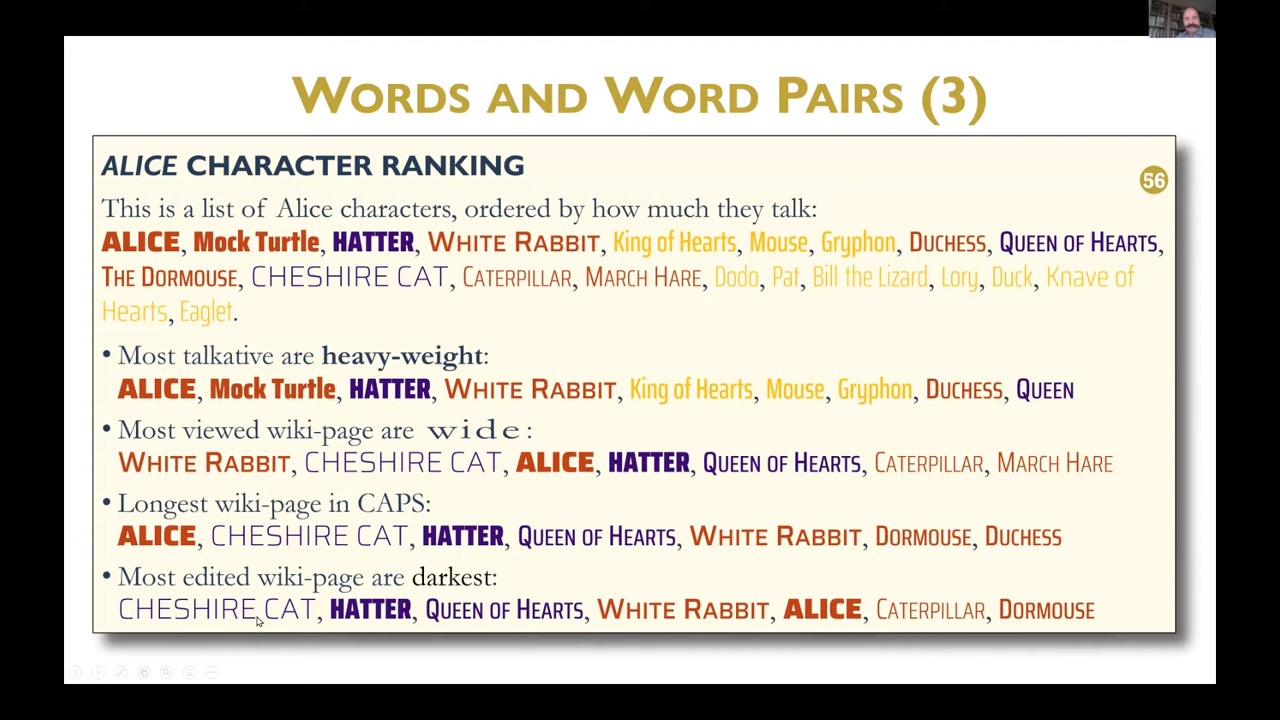 WORDS AND WORD PAIRS (3)
ALICE CHARACTER RANKING
56
This is a list of Alice characters, ordered by how much they talk:
ALICE, Mock Turtle, HATTER, WHITE RABBIT, King of Hearts, Mouse, Gryphon, DUCHESS, QUEEN OF HEARTS,
THE DORMOUSE, CHESHIRE CAT, CATERPILLAR, MARCH HARE, Dodo, Pat, Bill the Lizard, Lory, Duck, Knave of
Hearts, Eaglet.
• Most talkative are heavy-weight:
ALICE, Mock Turtle, HATTER, WHITE RABBIT, King of Hearts, Mouse, Gryphon, DUCHESS, QUEEN
• Most viewed wiki-page are wide:
WHITE RABBIT, CHESHIRE CAT, ALICE, HATTER, QUEEN OF HEARTS, CATERPILLAR, MARCH HARE
• Longest wiki-page in CAPS:
ALICE, CHESHIRE CAT, HATTER, QUEEN OF HEARTS, WHITE RABBIT, DORMOUSE, DUCHESS
• Most edited wiki-page are darkest:
CHESHIRE CAT, HATTER, QUEEN OF HEARTS, WHITE RABBIT, ALICE, CATERPILLAR, DORMOUSE